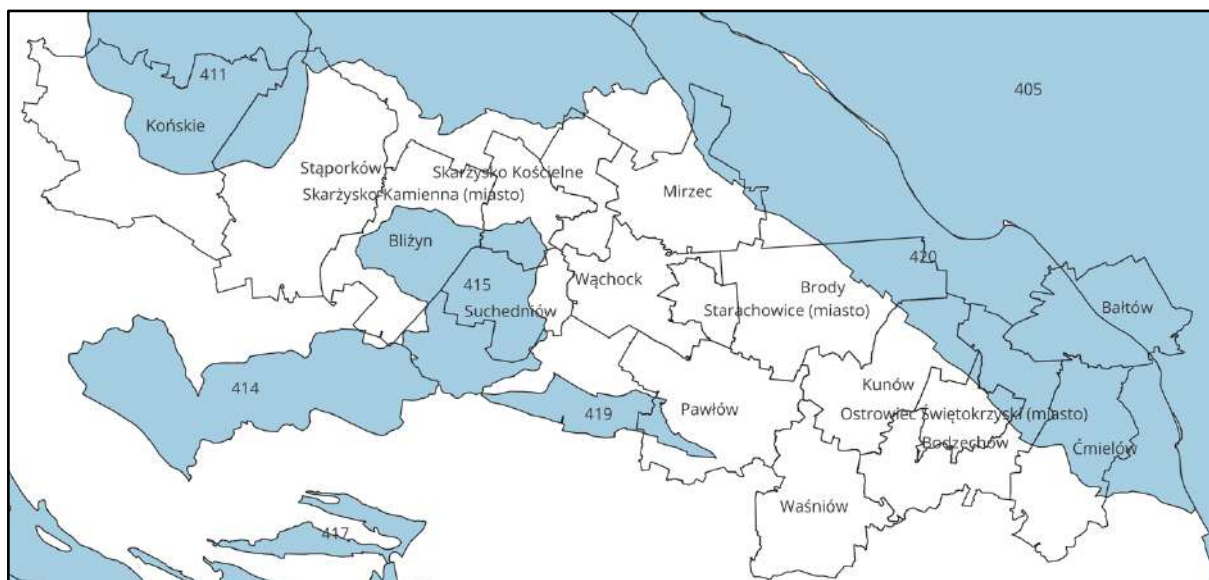 411
405
Końskie
Stąporków
Skarżysko Kościelne
Skarżysko-Kamienna (miasto)
Mirzec
Bliżyn
420
415
Wąchock
Brody
Bałtów
Suchedniów
Starachowice (miasto)
414
Kunów
419
Pawłów
Ostrowiec Świętokrzyski (miasto)
Bodzechów
Ćmielów
Waśniów
417